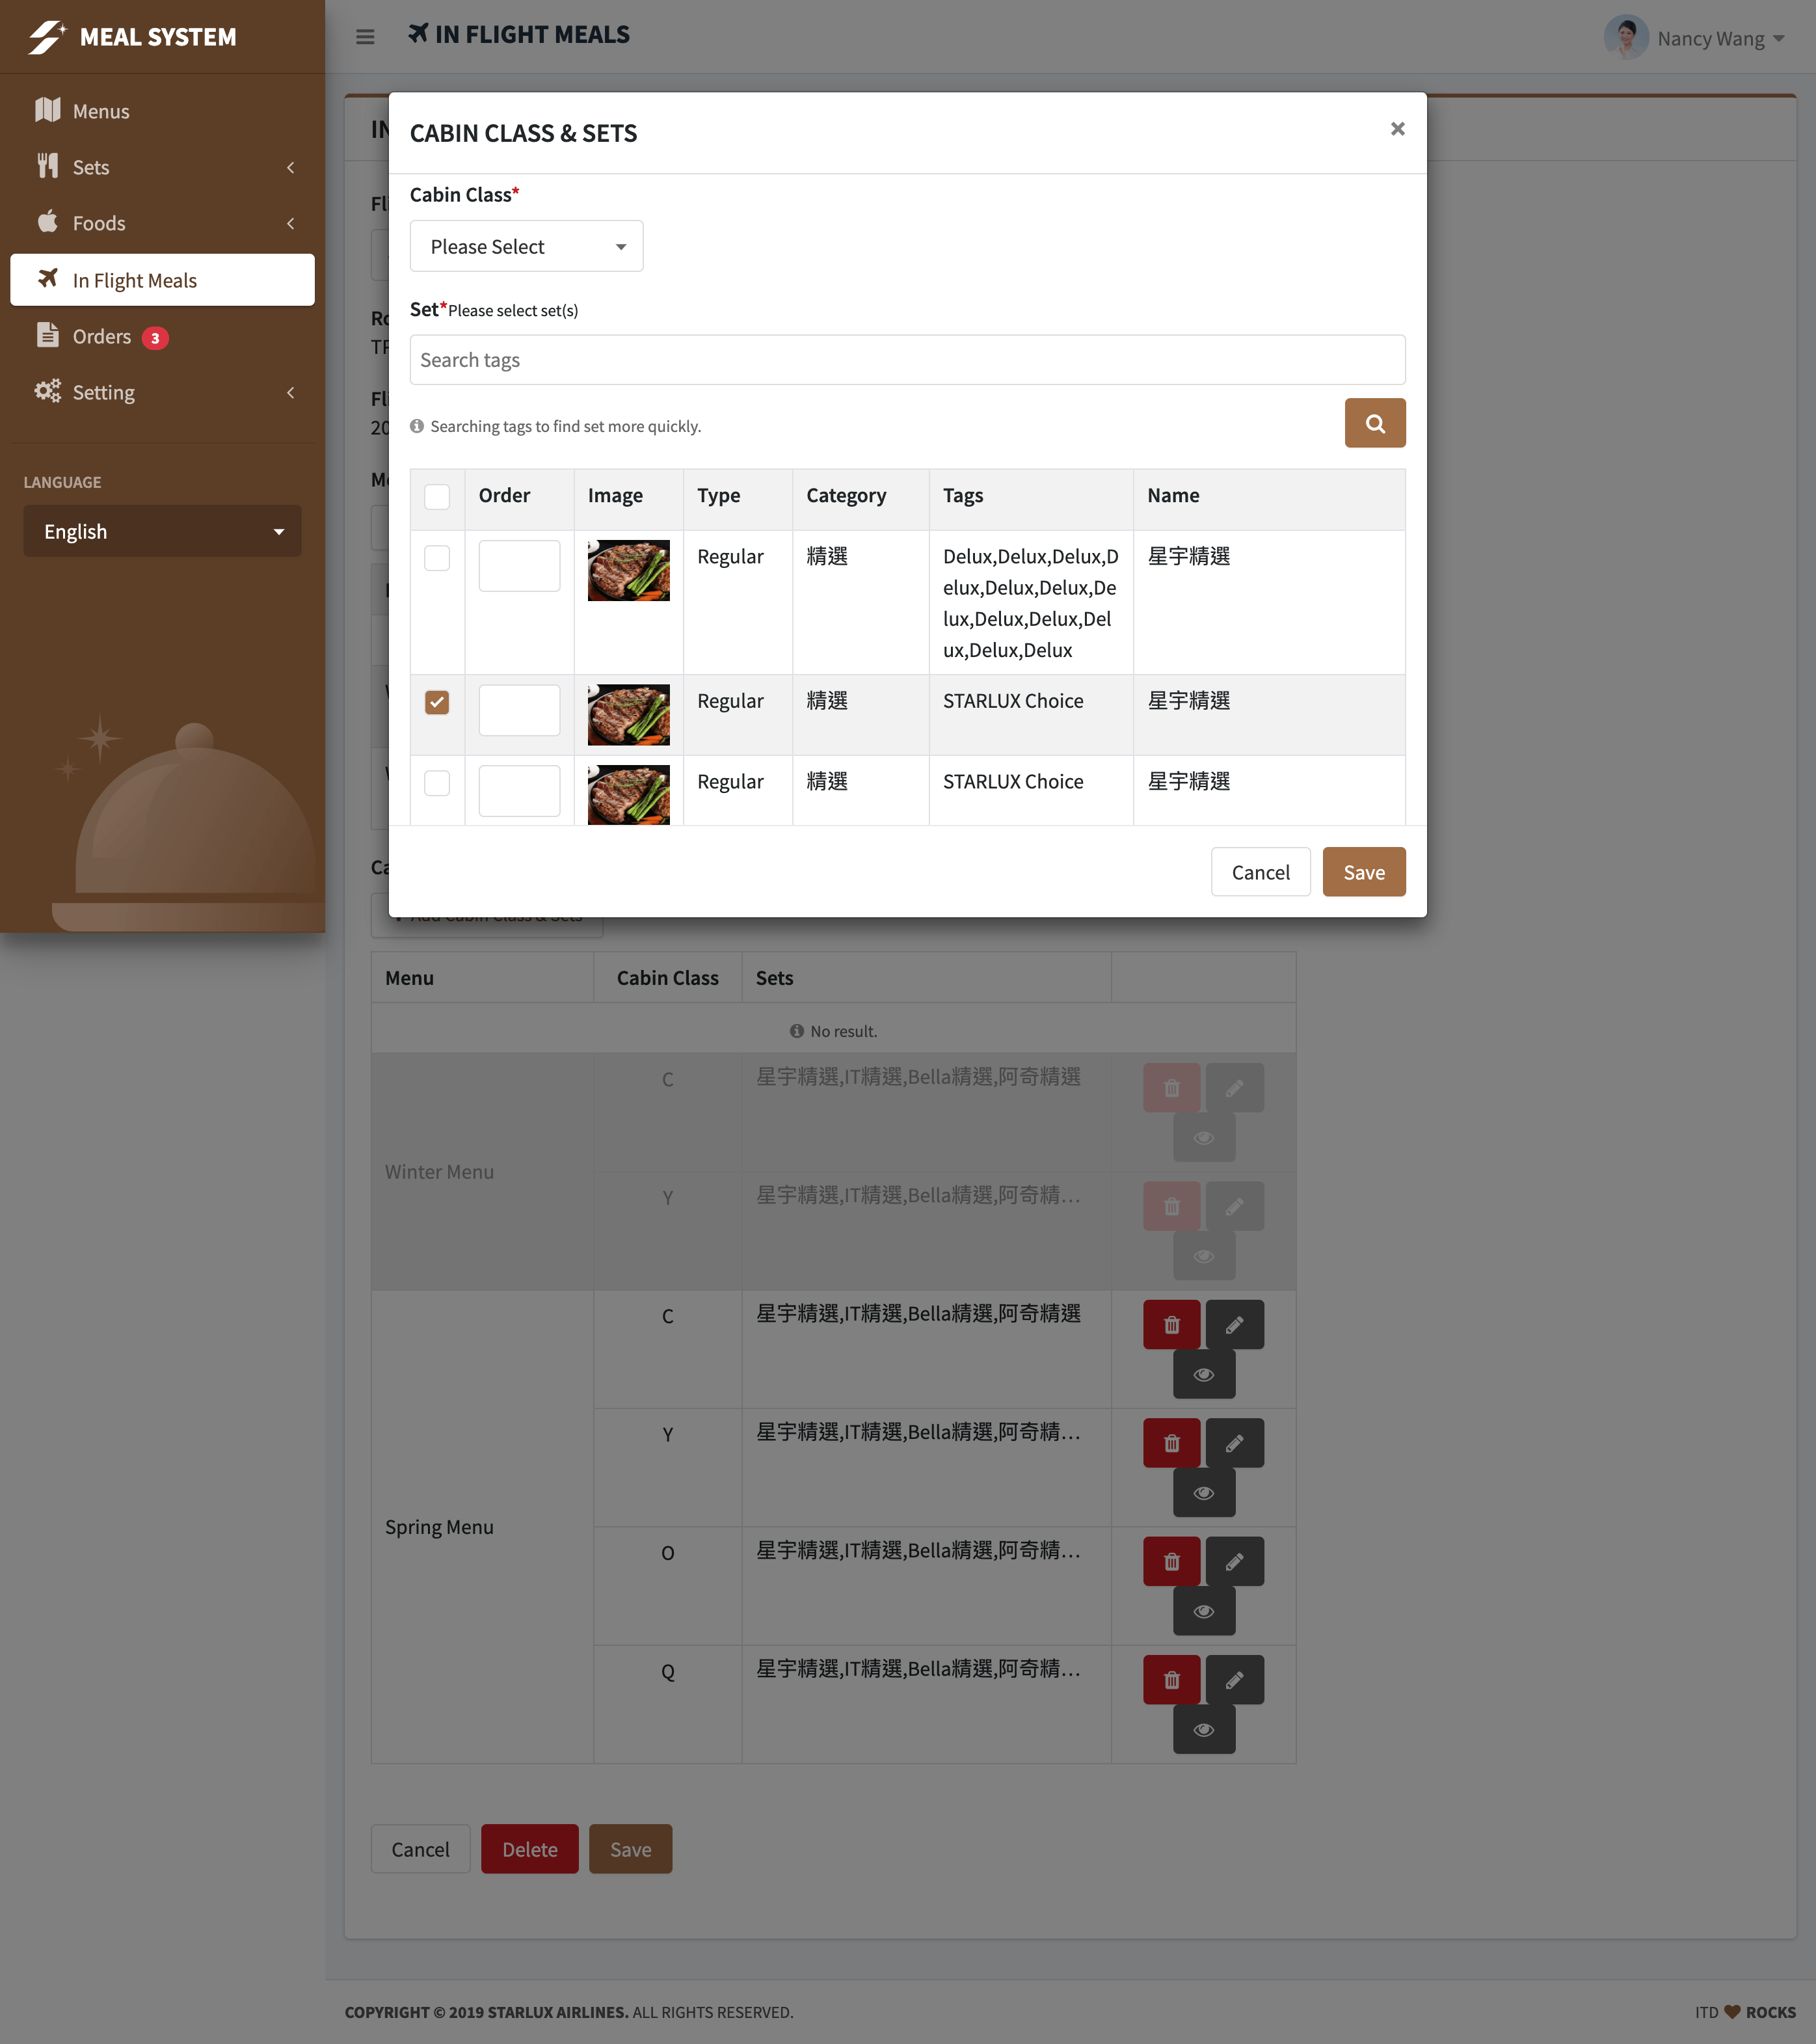 MEAL SYSTEM
IN FLIGHT MEALS
Nancy Wang
Menus
Sets
Foods
In Flight Meals
Orders 3
Setting
LANGUAGE
English
CABIN CLASS & SETS
×
Cabin Class*
Please Select
Set*Please select set(s)
Search tags
Searching tags to find set more quickly.
Order Image Type Category Tags Name
Regular 精選 Delux,Delux,Delux,D 星宇精選
elux,Delux,Delux,De
lux,Delux,Delux,Del
ux,Delux,Delux
Regular 精選 STARLUX Choice 星宇精選
Regular 精選 STARLUX Choice 星宇精選
Cancel Save
Add Cabin Class & Sets
Menu Cabin Class Sets
No result.
Winter Menu
C 星宇精選,IT精選,Bella精選,阿奇精選
Y 星宇精選,IT精選,Bella精選,阿奇精...
Spring Menu
C 星宇精選,IT精選,Bella精選,阿奇精選
Y 星宇精選,IT精選,Bella精選,阿奇精...
O 星宇精選,IT精選,Bella精選,阿奇精...
Q 星宇精選,IT精選,Bella精選,阿奇精...
Cancel Delete Save
COPYRIGHT © 2019 STARLUX AIRLINES. ALL RIGHTS RESERVED.
ITD ROCKS